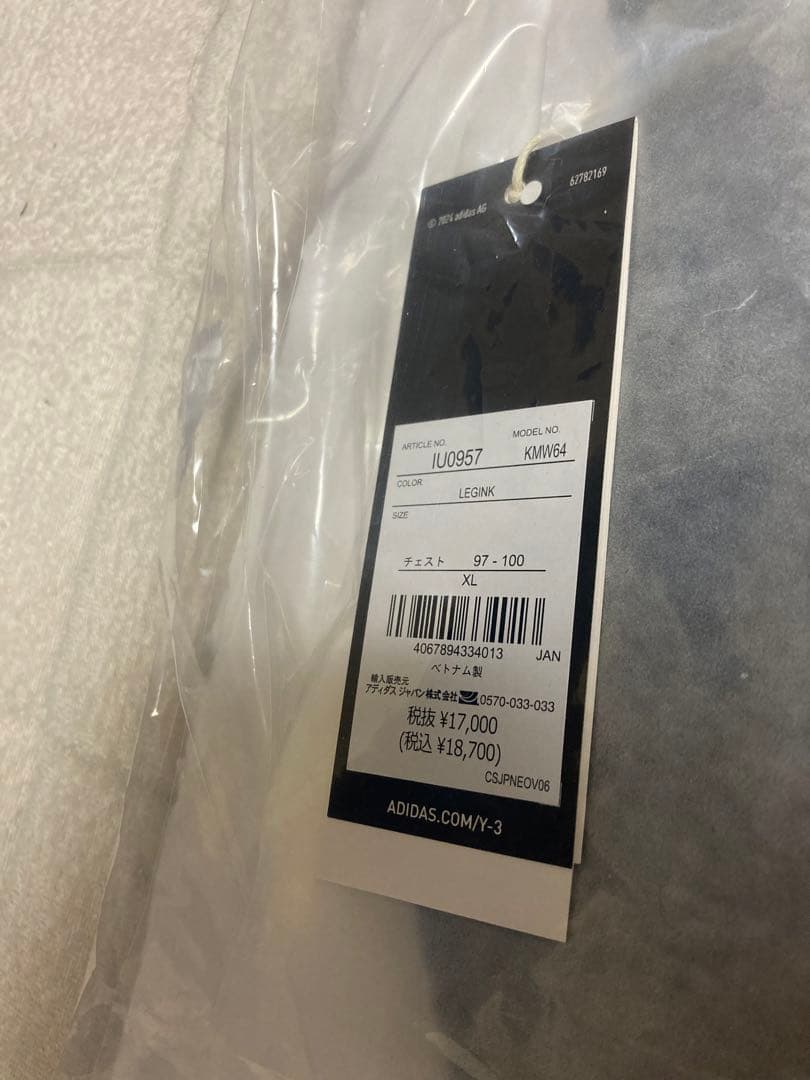 62782169
© 2024 adidas AG
ARTICLE NO. MODEL NO.
IU0957 KMW64
COLOR
LEGINK
SIZE
チェスト 97 - 100
XL
4067894334013 JAN
ベトナム製
輸入販売元
アディダス ジャパン株式会社 0570-033-033
税抜 ¥17,000
(税込 ¥18,700)
CSJPNEOV06
ADIDAS.COM/Y-3